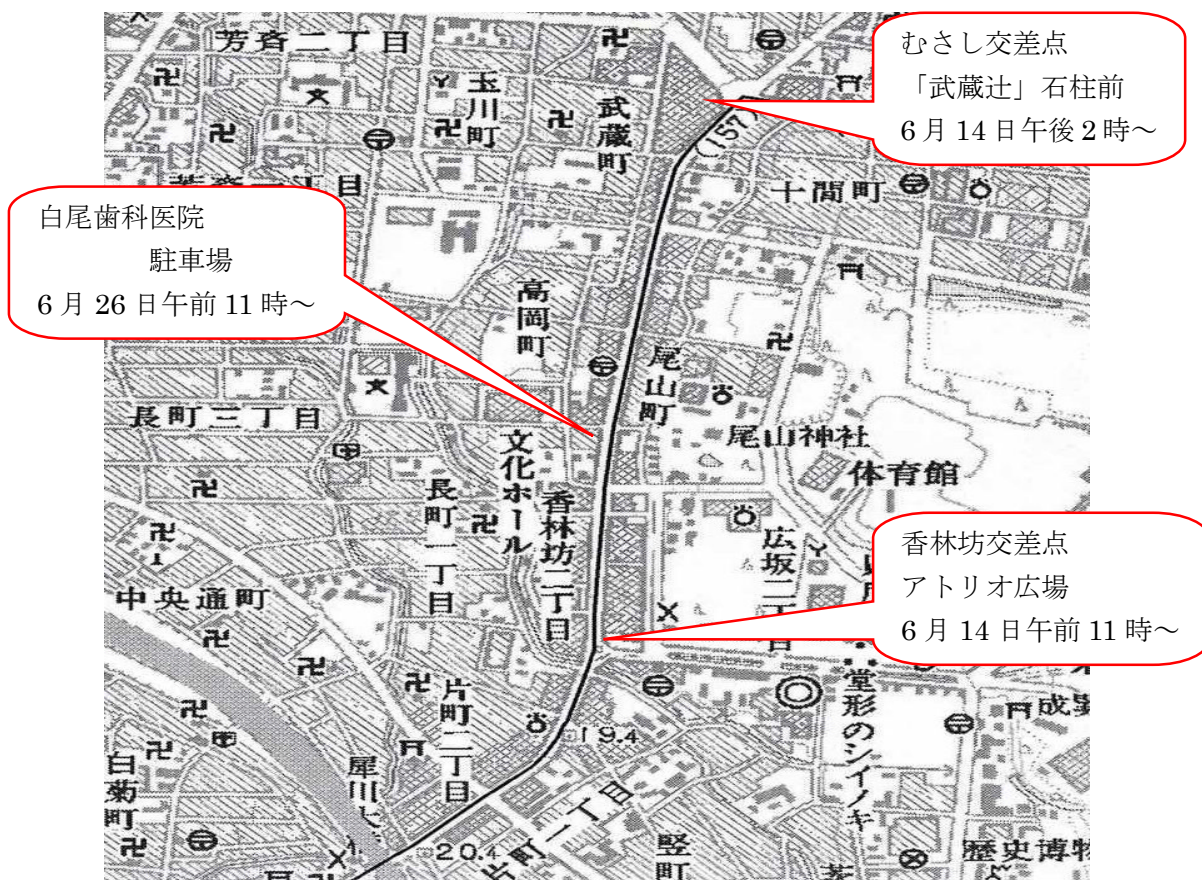 むさし交差点
「武蔵辻」石柱前
6月14日午後2時～
白尾歯科医院
駐車場
6月26日午前11時～
香林坊交差点
アトリオ広場
6月14日午前11時～
芳斉二丁目
玉川町
武蔵町
(157)
十間町
高岡町
尾山町
長町三丁目
尾山神社
体育館
文化ホール
長町一丁目
香林坊二丁目
広坂二丁目
中央通町
片町二丁目
堂形のシイノキ
19.4
白菊町
犀川大
片町一丁目
20.4
竪町
歴史博物